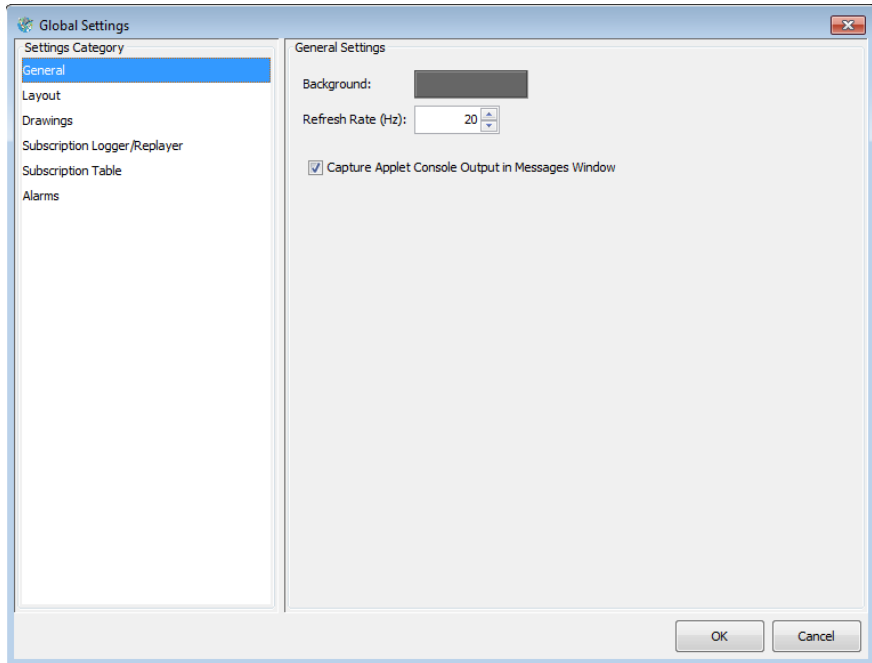 Global Settings
Settings Category
General
Layout
Drawings
Subscription Logger/Replayer
Subscription Table
Alarms
General Settings
Background:
Refresh Rate (Hz): 20
Capture Applet Console Output in Messages Window
OK Cancel